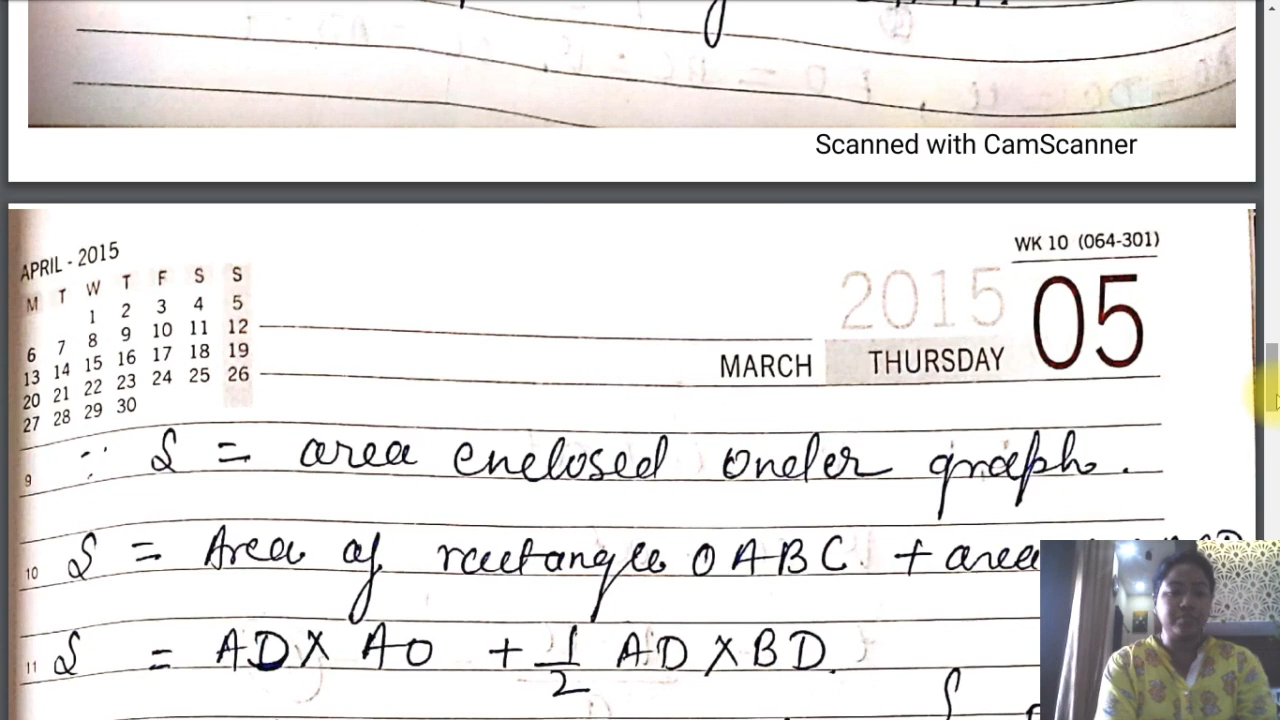 Scanned with CamScanner
APRIL - 2015
M T W T F S S
1 2 3 4 5
6 7 8 9 10 11 12
13 14 15 16 17 18 19
20 21 22 23 24 25 26
27 28 29 30
WK 10 (064-301)
2015
05
MARCH THURSDAY
9 ∵ S = area enclosed onder graph.
10 S = Area of rectangle OABC + area
11 S = AD X AO + 1/2 AD X BD.